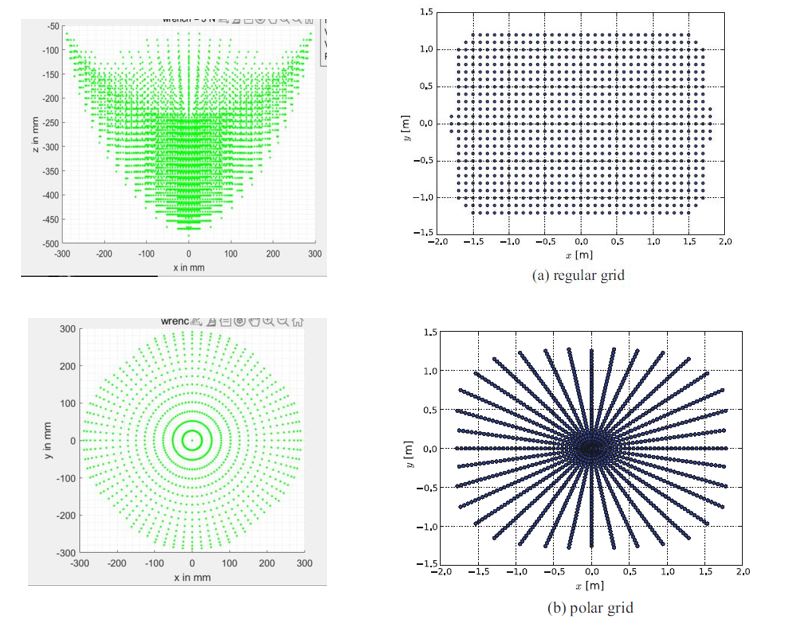 wrench = 5 N
-50
-100
-150
-200
-250
-300
-350
-400
-450
-500
z in mm
-300 -200 -100 0 100 200 300
x in mm
1.5
1.0
0.5
0.0
−0.5
−1.0
−1.5
y [m]
−2.0 −1.5 −1.0 −0.5 0.0 0.5 1.0 1.5 2.0
x [m]
(a) regular grid
wrenc
300
200
100
0
-100
-200
-300
y in mm
-300 -200 -100 0 100 200 300
x in mm
1.5
1.0
0.5
0.0
−0.5
−1.0
−1.5
y [m]
−2.0 −1.5 −1.0 −0.5 0.0 0.5 1.0 1.5 2.0
x [m]
(b) polar grid